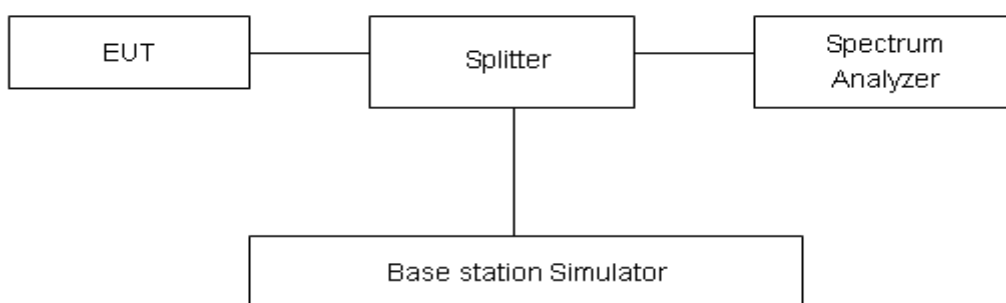 EUT
Splitter
Spectrum
Analyzer
Base station Simulator